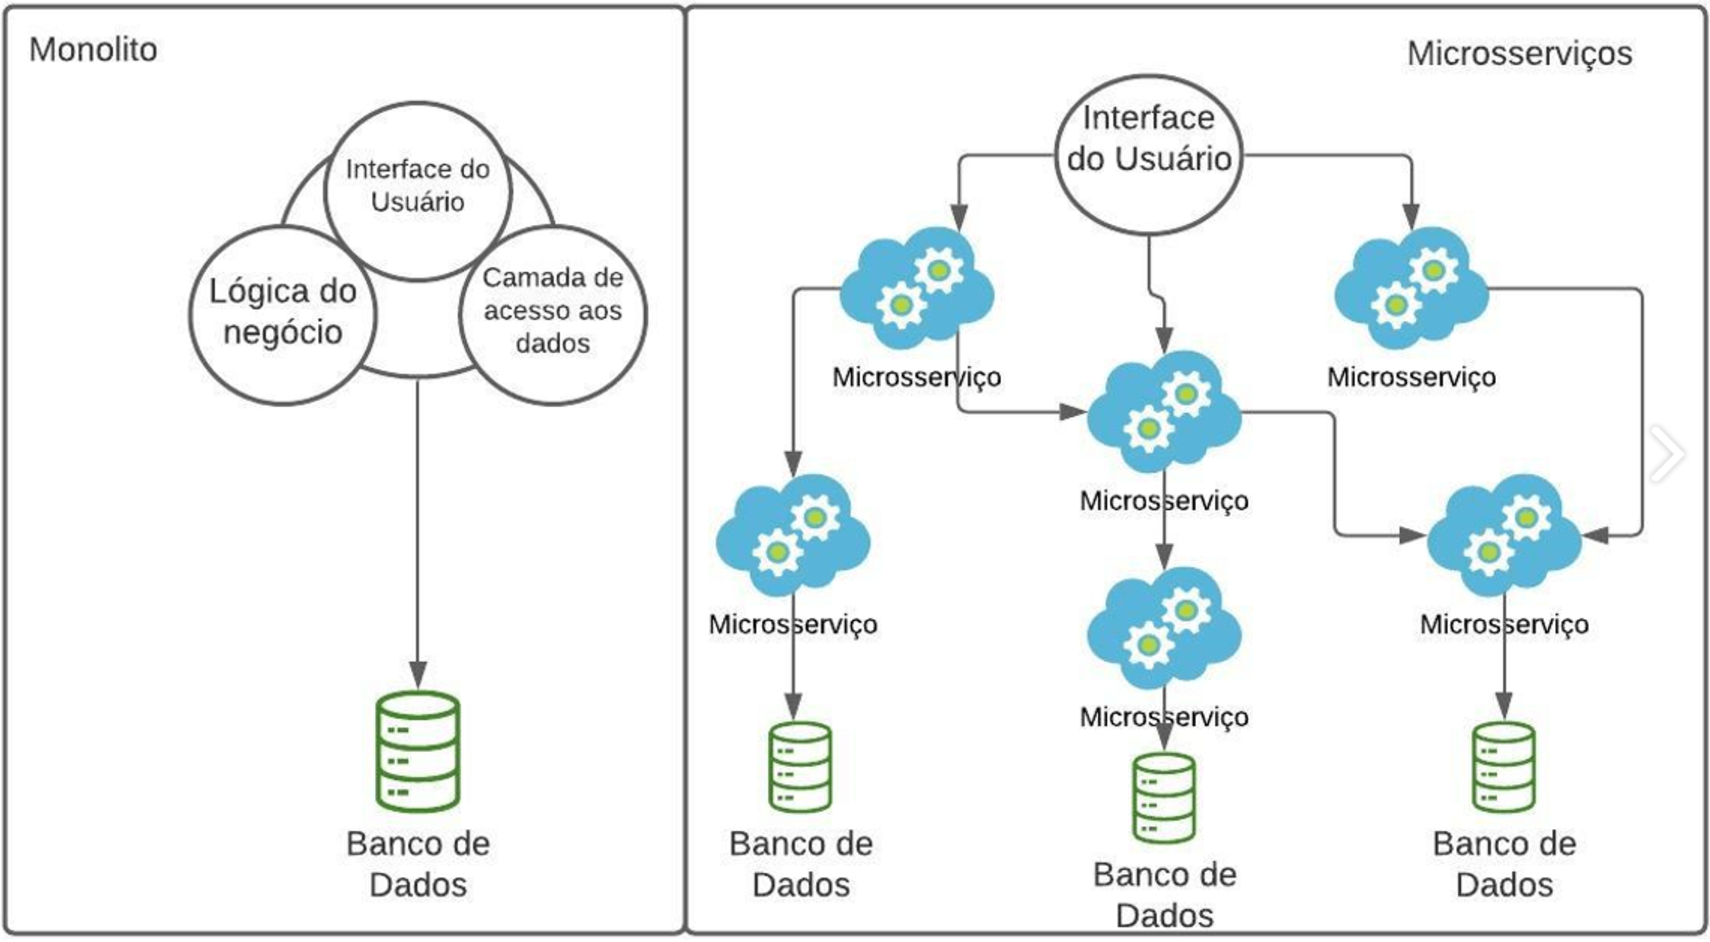 Monolito
Interface do
Usuário
Lógica do
negócio
Camada de
acesso aos
dados
Banco de
Dados
Microsserviços
Interface
do Usuário
Microsserviço
Microsserviço
Microsserviço
Microsserviço
Microsserviço
Microsserviço
Banco de
Dados
Banco de
Dados
Banco de
Dados